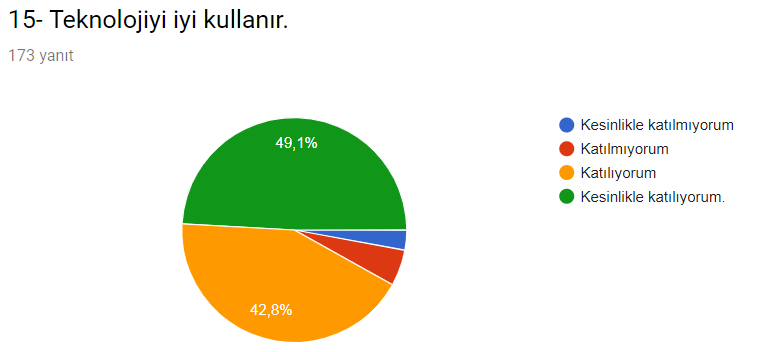 15- Teknolojiyi iyi kullanır.
173 yanıt
49,1%
42,8%
Kesinlikle katılmıyorum
Katılmıyorum
Katılıyorum
Kesinlikle katılıyorum.